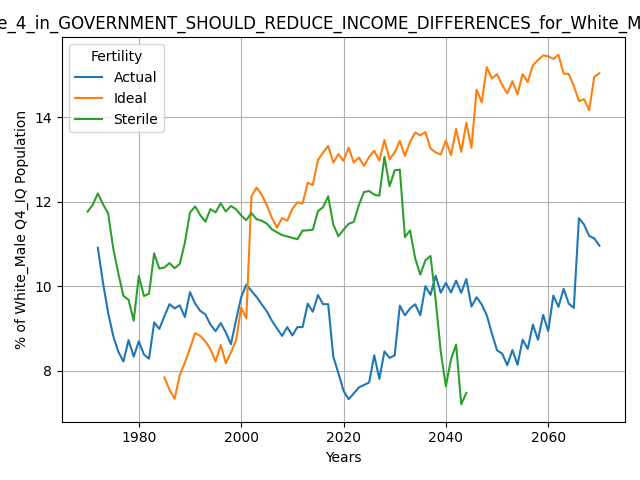 e_4_in_GOVERNMENT_SHOULD_REDUCE_INCOME_DIFFERENCES_for_White_M
Fertility
Actual
Ideal
Sterile
% of White_Male Q4_IQ Population
14
12
10
8
1980
2000
2020
2040
2060
Years